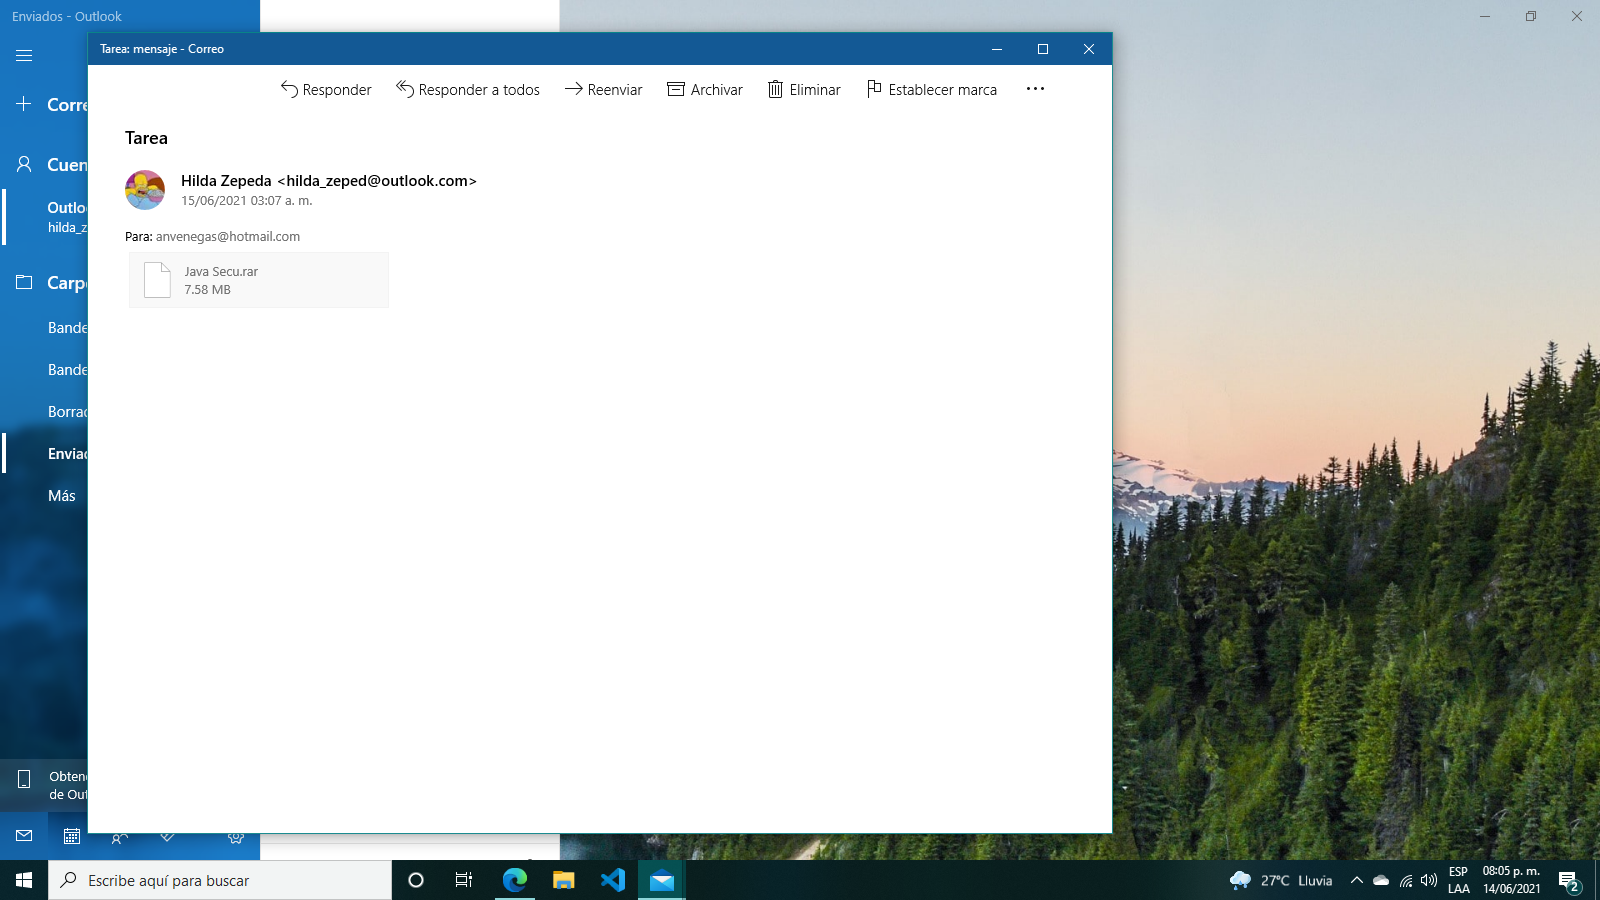 Enviados - Outlook
Tarea: mensaje - Correo
Responder
Responder a todos
Reenviar
Archivar
Eliminar
Establecer marca
Corre
Cuen
Outlo
hilda_z
Carp
Bande
Bande
Borrad
Enviad
Más
Obten
de Out
Tarea
Hilda Zepeda <hilda_zeped@outlook.com>
15/06/2021 03:07 a. m.
Para: anvenegas@hotmail.com
Java Secu.rar
7.58 MB
Escribe aquí para buscar
27°C Lluvia
ESP
LAA
08:05 p. m.
14/06/2021
2